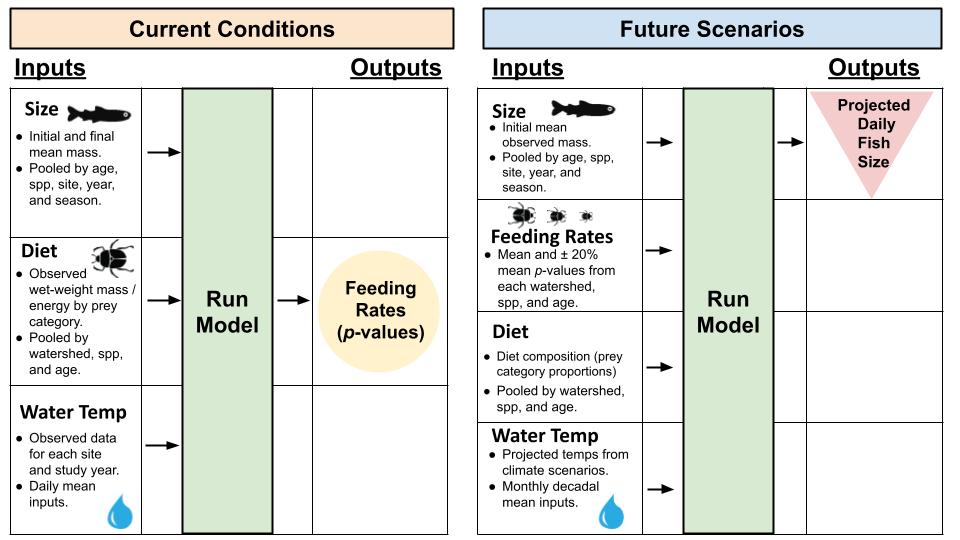 Current Conditions
Inputs
Outputs
Size
● Initial and final
mean mass.
● Pooled by age,
spp, site, year,
and season.
Diet
● Observed
wet-weight mass /
energy by prey
category.
● Pooled by
watershed, spp,
and age.
Water Temp
● Observed data
for each site
and study year.
● Daily mean
inputs.
Run
Model
Feeding
Rates
(p-values)
Future Scenarios
Inputs
Outputs
Size
● Initial mean
observed mass.
● Pooled by age, spp,
site, year, and
season.
Feeding Rates
● Mean and ± 20%
mean p-values from
each watershed,
spp, and age.
Diet
● Diet composition (prey
category proportions)
● Pooled by watershed,
spp, and age.
Water Temp
● Projected temps from
climate scenarios.
● Monthly decadal
mean inputs.
Run
Model
Projected
Daily
Fish
Size